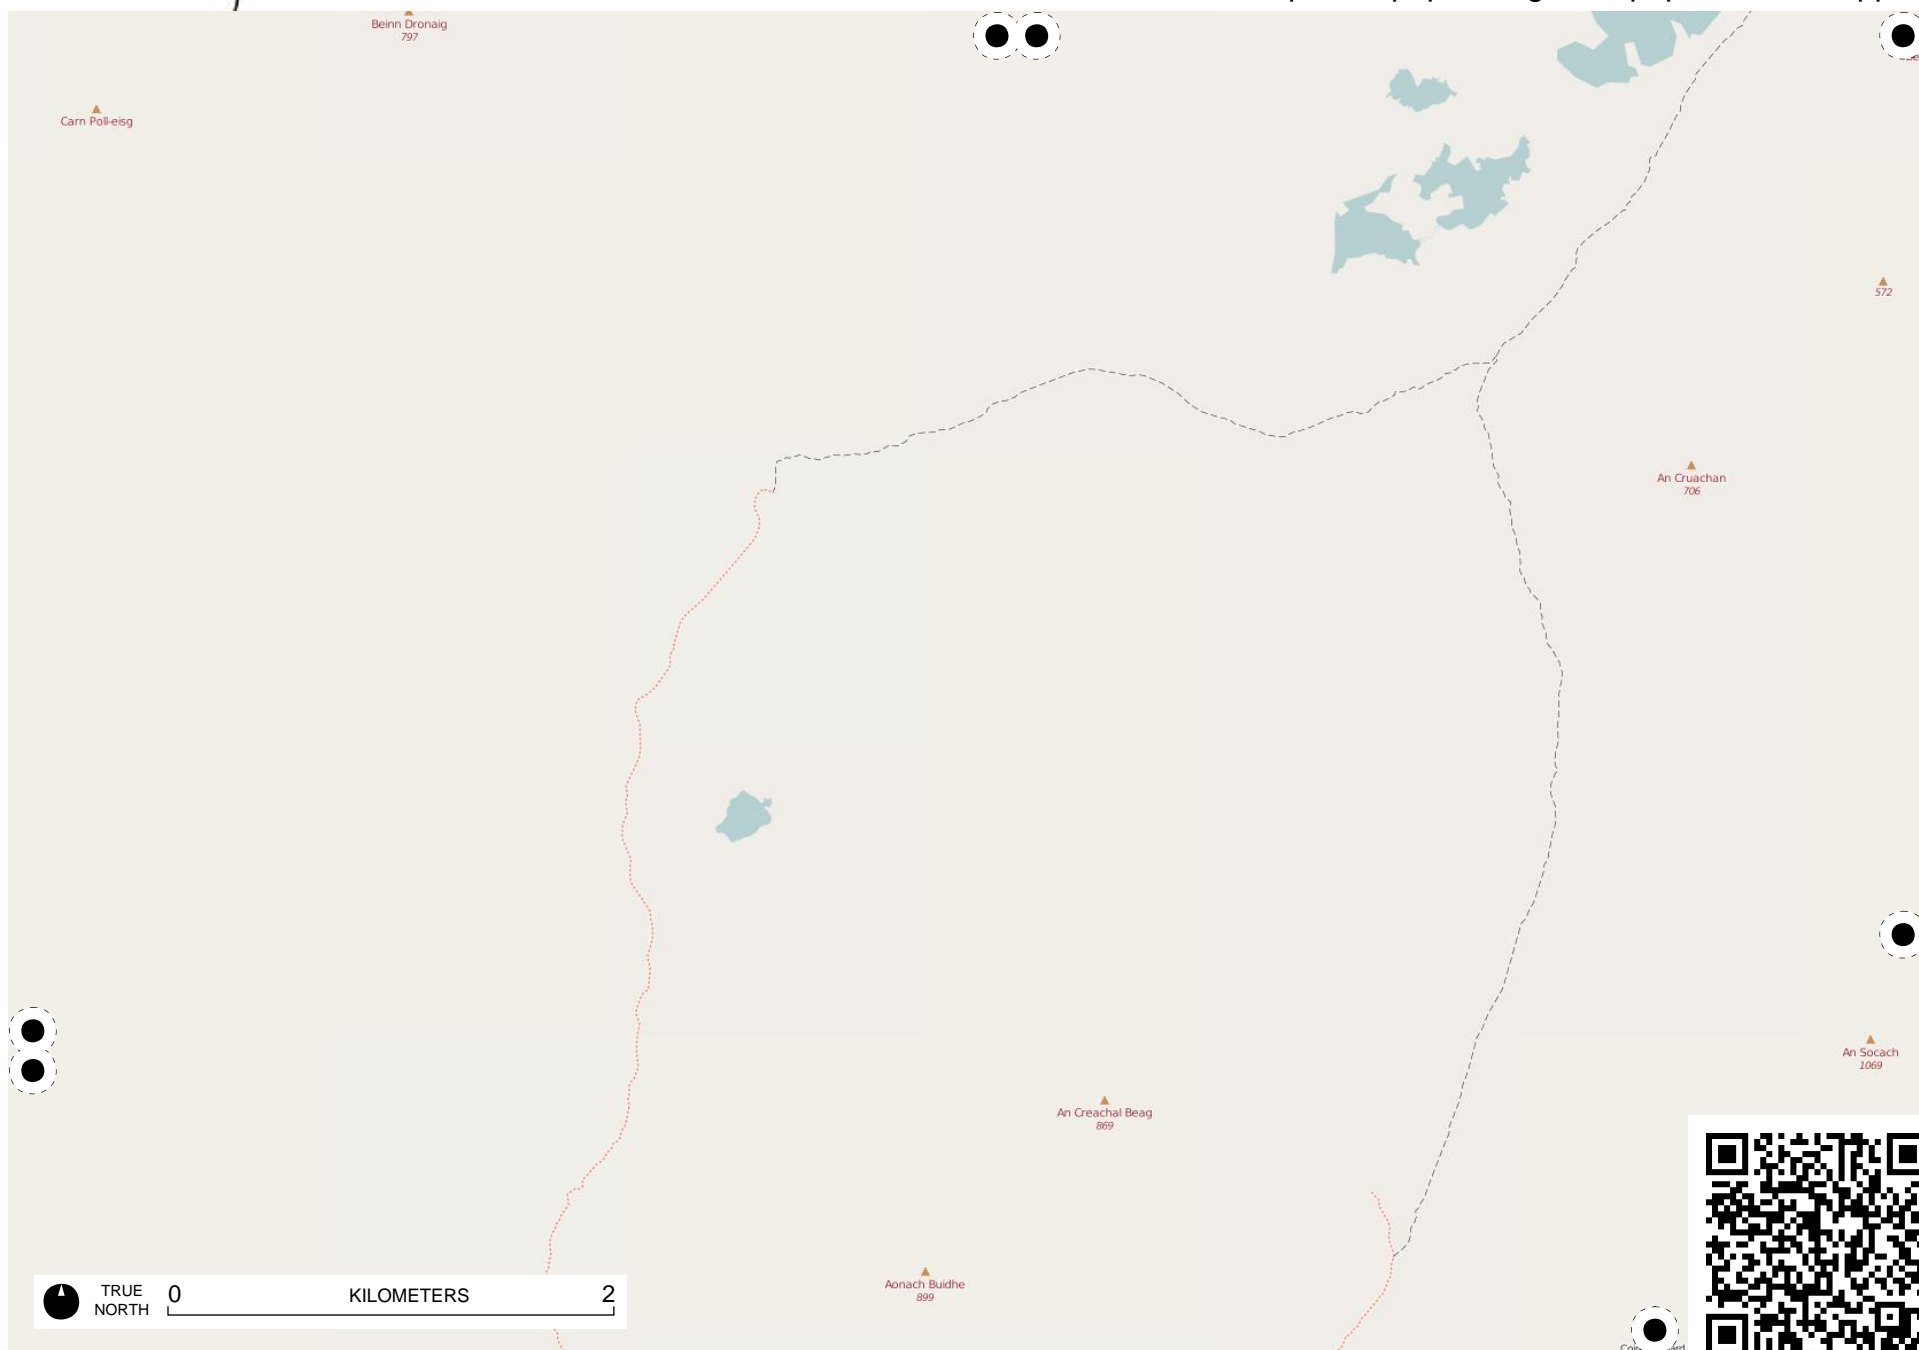 Beinn Dronaig
797
Carn Poll-eisg
572
An Cruachan
706
An Socach
1069
An Creachal Beag
869
Aonach Buidhe
899
TRUE NORTH
0 KILOMETERS 2